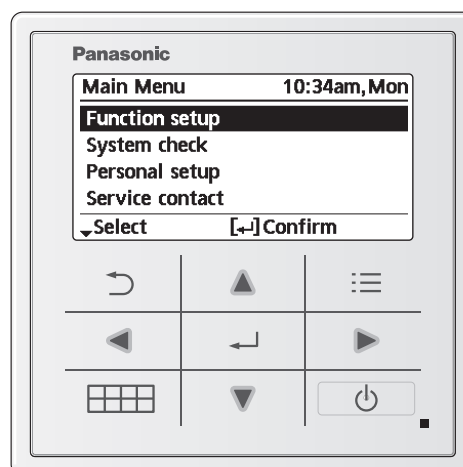 Panasonic
Main Menu 10:34am,Mon
Function setup
System check
Personal setup
Service contact
Select [↵] Confirm